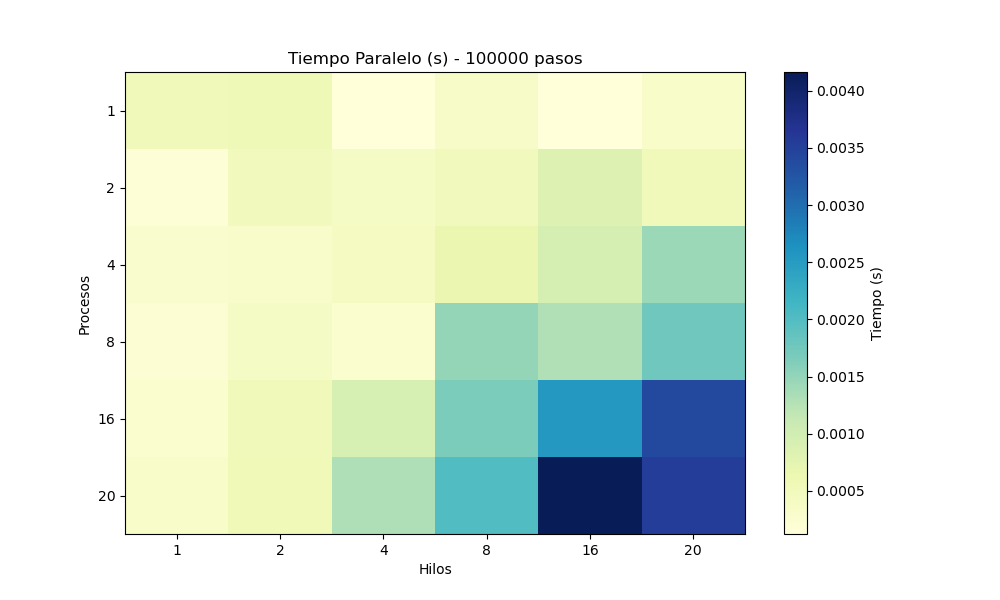 Tiempo Paralelo (s) - 100000 pasos
Procesos
1
2
4
8
16
20
1 2 4 8 16 20
Hilos
0.0040
0.0035
0.0030
0.0025
0.0020
0.0015
0.0010
0.0005
Tiempo (s)